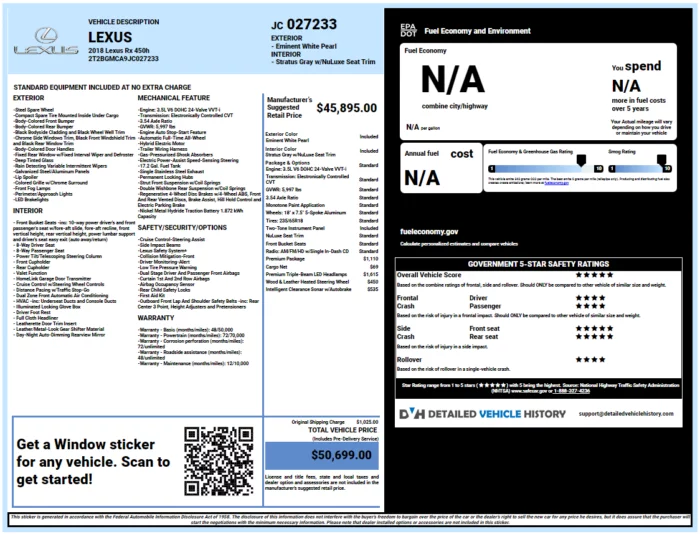 LEXUS
VEHICLE DESCRIPTION
LEXUS
2018 Lexus Rx 450h
2T2BGMCA9JC027233
JC 027233
EXTERIOR
- Eminent White Pearl
INTERIOR
- Stratus Gray w/NuLuxe Seat Trim
STANDARD EQUIPMENT INCLUDED AT NO EXTRA CHARGE
EXTERIOR
-Steel Spare Wheel
-Compact Spare Tire Mounted Inside Under Cargo
-Body-Colored Front Bumper
-Body-Colored Rear Bumper
-Black Bodyside Cladding and Black Wheel Well Trim
-Chrome Side Windows Trim, Black Front Windshield Trim
and Black Rear Window Trim
-Body-Colored Door Handles
-Fixed Rear Window w/Fixed Interval Wiper and Defroster
-Deep Tinted Glass
-Rain Detecting Variable Intermittent Wipers
-Galvanized Steel/Aluminum Panels
-Lip Spoiler
-Colored Grille w/Chrome Surround
-Front Fog Lamps
-Perimeter/Approach Lights
-LED Brakelights
INTERIOR
- Front Bucket Seats -inc: 10-way power driver's and front
passenger's seat w/fore-aft slide, fore-aft recline, front
vertical height, rear vertical height, power lumbar support
and driver's seat easy exit (auto away/return)
- 8-Way Driver Seat
- 8-Way Passenger Seat
- Power Tilt/Telescoping Steering Column
- Front Cupholder
- Rear Cupholder
- Valet Function
- HomeLink Garage Door Transmitter
- Cruise Control w/Steering Wheel Controls
- Distance Pacing w/Traffic Stop-Go
- Dual Zone Front Automatic Air Conditioning
- HVAC -inc: Underseat Ducts and Console Ducts
- Illuminated Locking Glove Box
- Driver Foot Rest
- Full Cloth Headliner
- Leatherette Door Trim Insert
- Leather/Metal-Look Gear Shifter Material
- Day-Night Auto-Dimming Rearview Mirror
MECHANICAL FEATURE
-Engine: 3.5L V6 DOHC 24-Valve VVT-i
-Transmission: Electronically Controlled CVT
-3.54 Axle Ratio
-GVWR: 5,997 lbs
-Engine Auto Stop-Start Feature
-Automatic Full-Time All-Wheel
-Hybrid Electric Motor
-Trailer Wiring Harness
-Gas-Pressurized Shock Absorbers
-Electric Power-Assist Speed-Sensing Steering
-17.2 Gal. Fuel Tank
-Single Stainless Steel Exhaust
-Permanent Locking Hubs
-Strut Front Suspension w/Coil Springs
-Double Wishbone Rear Suspension w/Coil Springs
-Regenerative 4-Wheel Disc Brakes w/4-Wheel ABS, Front
And Rear Vented Discs, Brake Assist, Hill Hold Control and
Electric Parking Brake
-Nickel Metal Hydride Traction Battery 1.872 kWh
Capacity
SAFETY/SECURITY/OPTIONS
-Cruise Control-Steering Assist
-Side Impact Beams
-Lexus Safety System+
-Collision Mitigation-Front
-Driver Monitoring-Alert
-Low Tire Pressure Warning
-Dual Stage Driver And Passenger Front Airbags
-Curtain 1st And 2nd Row Airbags
-Airbag Occupancy Sensor
-Rear Child Safety Locks
-First Aid Kit
-Outboard Front Lap And Shoulder Safety Belts -inc: Rear
Center 3 Point, Height Adjusters and Pretensioners
WARRANTY
-Warranty - Basic (months/miles): 48/50,000
-Warranty - Powertrain (months/miles): 72/70,000
-Warranty - Corrosion perforation (months/miles):
72/unlimited
-Warranty - Roadside assistance (months/miles):
48/unlimited
-Warranty - Maintenance (months/miles): 12/10,000
Manufacturer's
Suggested
Retail Price
$45,895.00
Exterior Color
Eminent White Pearl Included
Interior Color
Stratus Gray w/NuLuxe Seat Trim Included
Package & Options Standard
Engine: 3.5L V6 DOHC 24-Valve VVT-i Standard
Transmission: Electronically Controlled
CVT Standard
GVWR: 5,997 lbs Standard
3.54 Axle Ratio Standard
Monotone Paint Application Standard
Wheels: 18" x 7.5" 5-Spoke Aluminum Standard
Tires: 235/65R18 Standard
Two-Tone Instrument Panel Included
NuLuxe Seat Trim Standard
Front Bucket Seats Standard
Radio: AM/FM/HD w/Single In-Dash CD Standard
Premium Package $1,110
Cargo Net $69
Premium Triple-Beam LED Headlamps $1,615
Wood & Leather Heated Steering Wheel $450
Intelligent Clearance Sonar w/Autobrake $535
Original Shipping Charge $1,025.00
TOTAL VEHICLE PRICE
(Includes Pre-Delivery Service)
$50,699.00
License and title fees, state and local taxes and
dealer option and accessories are not included in the
manufacturer's suggested retail price.
Get a Window sticker
for any vehicle. Scan to
get started!
EPA
DOT
Fuel Economy and Environment
Fuel Economy
N/A
combine city/highway
N/A per gallon
You spend
N/A
more in fuel costs
over 5 years
Your Actual mileage will vary
depending on how you drive
or maintain your vehicle
Annual fuel cost
N/A
Fuel Economy & Greenhouse Gas Rating
1
10
Smog Rating
1
10
fueleconomy.gov
Calculate personalized estimates and compare vehicles
GOVERNMENT 5-STAR SAFETY RATINGS
Overall Vehicle Score ★★★★★
Based on the combine ratings of frontal, side and rollover. Should ONLY be compared to other vehicle of similar size and weight.
Frontal Driver ★★★★
Crash Passenger ★★★★
Based on the risk of injury in a frontal impact. Should ONLY be compared to other vehicle of similar size and weight.
Side Front seat ★★★★★
Crash Rear seat ★★★★★
Based on the risk of injury in a side impact.
Rollover ★★★★
Based on the risk of rollover in a single-vehicle crash.
Star Rating range from 1 to 5 stars (★★★★★) with 5 being the highest. Source: National Highway Traffic Safety Administration
(NHTSA) www.safercar.gov or 1-888-327-4236
DVH DETAILED VEHICLE HISTORY
support@detailedvehiclehistory.com
This sticker is generated in accordance with the Federal Automobile Information Disclosure Act of 1958. The disclosure of this information does not interfere with the buyer's freedom to bargain over the price of the car or the dealer's right to sell the new car for any price he desires, but it does assure that the purchaser will
start the negotiations with the minimum necessary information. Please note that dealer installed options or accessories are not included in this sticker.